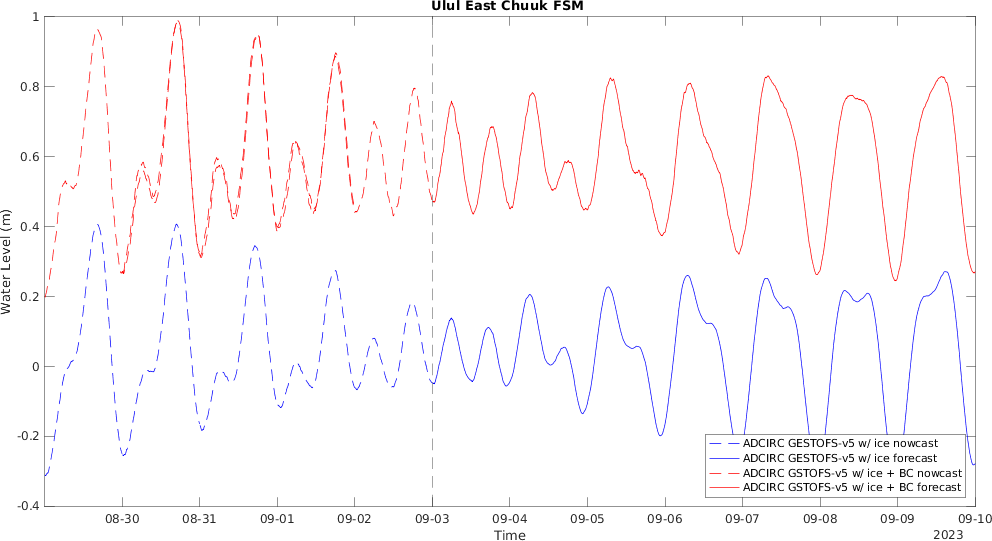 Ulul East Chuuk FSM
1
0.8
0.6
0.4
0.2
0
-0.2
-0.4
Water Level (m)
ADCIRC GESTOFS-v5 w/ ice nowcast
ADCIRC GESTOFS-v5 w/ ice forecast
ADCIRC GSTOFS-v5 w/ ice + BC nowcast
ADCIRC GSTOFS-v5 w/ ice + BC forecast
08-30 08-31 09-01 09-02 09-03 09-04 09-05 09-06 09-07 09-08 09-09 09-10
Time
2023